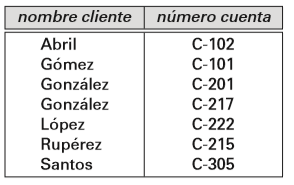 nombre cliente número cuenta
Abril C-102
Gómez C-101
González C-201
González C-217
López C-222
Rupérez C-215
Santos C-305